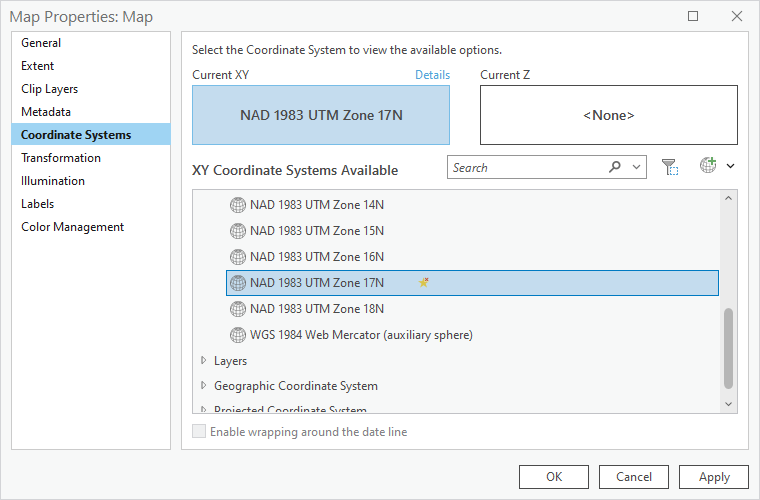 Map Properties: Map
General
Extent
Clip Layers
Metadata
Coordinate Systems
Transformation
Illumination
Labels
Color Management
Select the Coordinate System to view the available options.
Current XY Details Current Z
NAD 1983 UTM Zone 17N <None>
XY Coordinate Systems Available Search
NAD 1983 UTM Zone 14N
NAD 1983 UTM Zone 15N
NAD 1983 UTM Zone 16N
NAD 1983 UTM Zone 17N
NAD 1983 UTM Zone 18N
WGS 1984 Web Mercator (auxiliary sphere)
Layers
Geographic Coordinate System
Projected Coordinate System
Enable wrapping around the date line
OK Cancel Apply